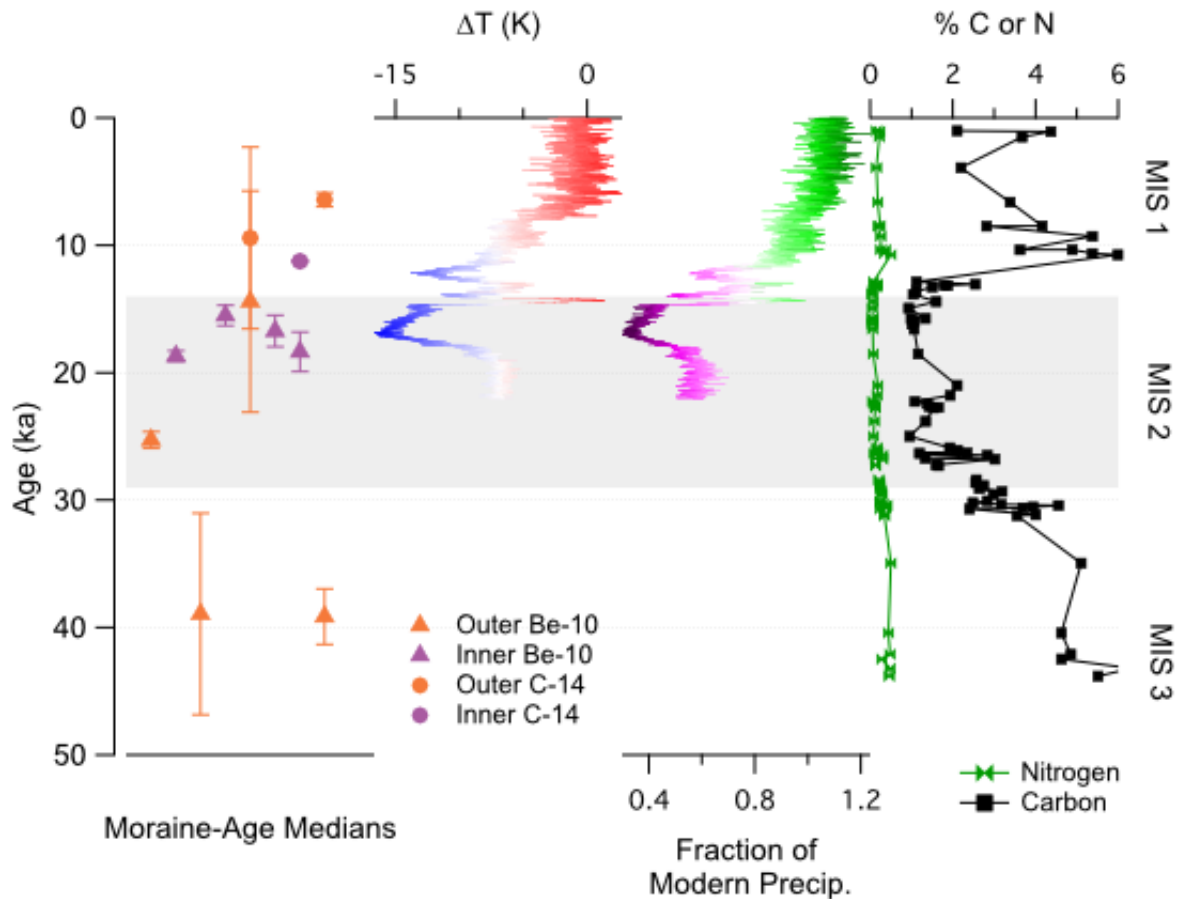 ΔT (K)
% C or N
-15 0
0 2 4 6
0
10
20
30
40
50
Age (ka)
MIS 1
MIS 2
MIS 3
Outer Be-10
Inner Be-10
Outer C-14
Inner C-14
Moraine-Age Medians
0.4 0.8 1.2
Fraction of
Modern Precip.
Nitrogen
Carbon